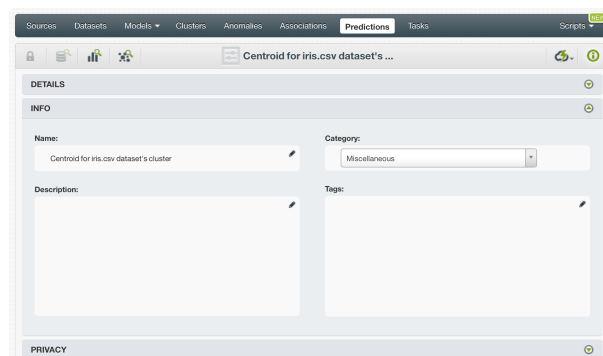 Sources Datasets Models Clusters Anomalies Associations Predictions Tasks Scripts NEW
Centroid for iris.csv dataset's ...
DETAILS
INFO
Name: Category:
Centroid for iris.csv dataset's cluster Miscellaneous
Description: Tags:
PRIVACY